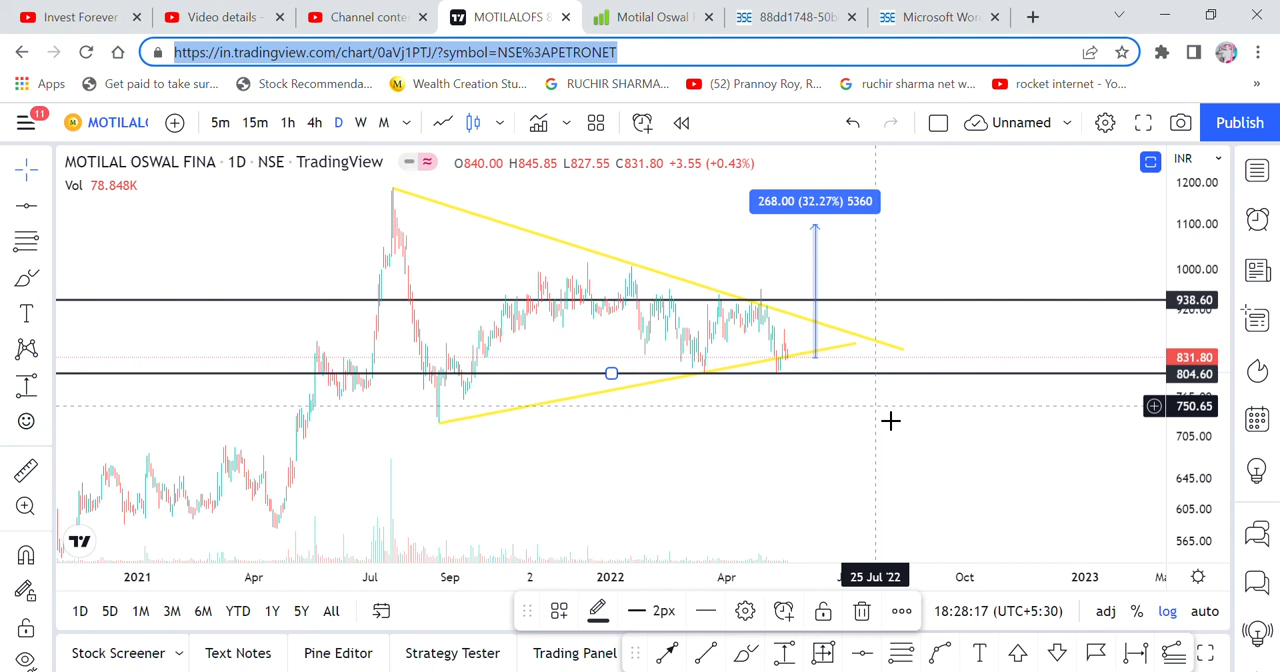 Invest Forever
Video details -
Channel conte
MOTILALOFS 8
Motilal Oswal
88dd1748-50b
Microsoft Wor
https://in.tradingview.com/chart/0aVj1PTJ/?symbol=NSE%3APETRONET
Apps
Get paid to take sur...
Stock Recommenda...
Wealth Creation Stu...
RUCHIR SHARMA...
(52) Prannoy Roy, R...
ruchir sharma net w...
rocket internet - Yo...
»
11
MOTILALC
5m 15m 1h 4h D W M
Unnamed
Publish
MOTILAL OSWAL FINA · 1D · NSE · TradingView
O840.00 H845.85 L827.55 C831.80 +3.55 (+0.43%)
INR
Vol 78.848K
1200.00
268.00 (32.27%) 5360
1100.00
1000.00
938.60
920.00
831.80
804.60
750.65
705.00
645.00
605.00
565.00
2021 Apr Jul Sep 2 2022 Apr 25 Jul '22 Oct 2023
1D 5D 1M 3M 6M YTD 1Y 5Y All
2px
18:28:17 (UTC+5:30)
adj % log auto
Stock Screener
Text Notes
Pine Editor
Strategy Tester
Trading Panel